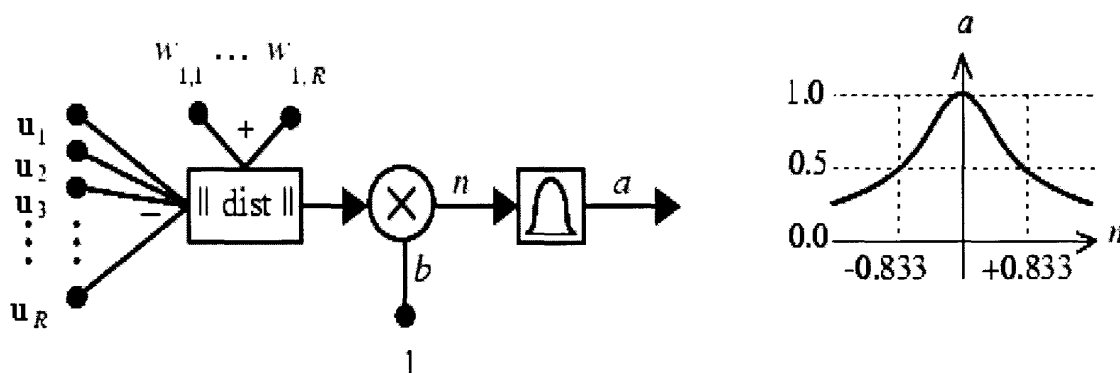 w1,1 ... w1,R
u1
u2
u3
uR
+
−
|| dist ||
n
a
b
1
a
1.0
0.5
0.0
n
-0.833 +0.833